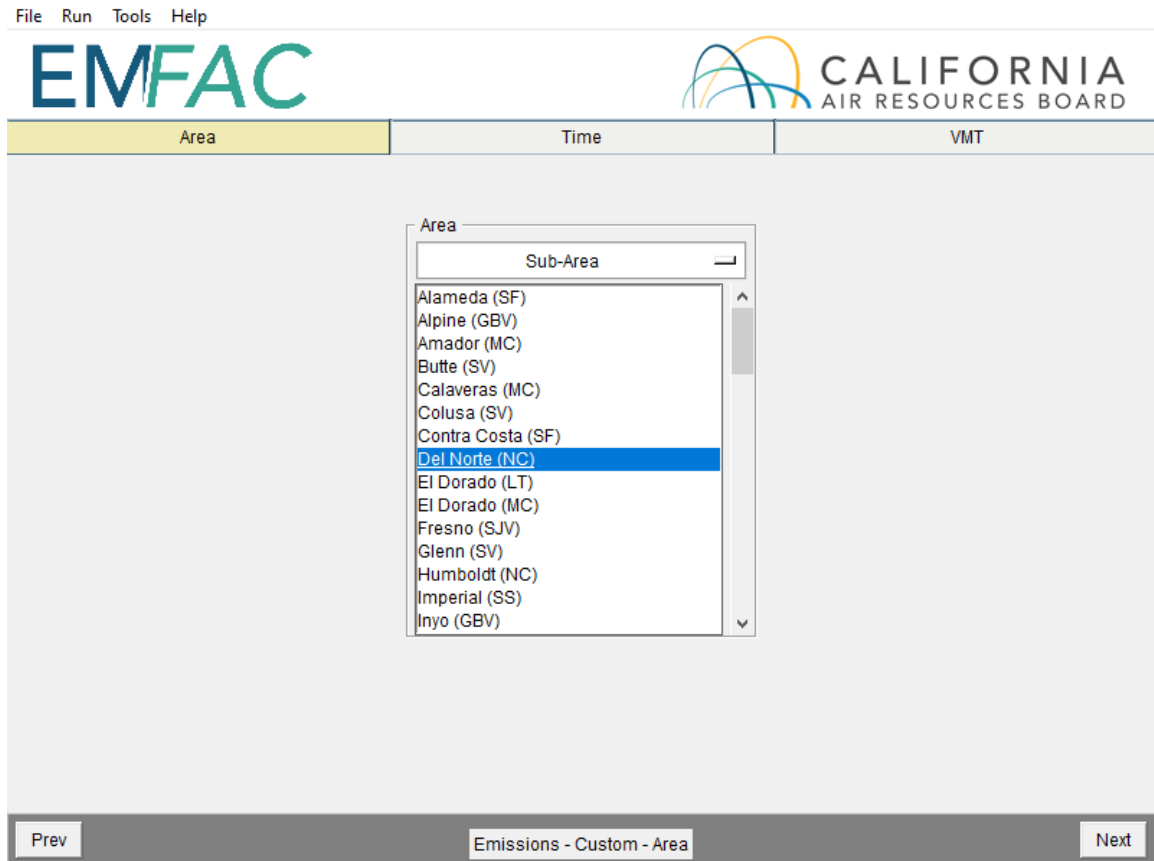 File Run Tools Help
EMFAC
CALIFORNIA
AIR RESOURCES BOARD
Area Time VMT
Area
Sub-Area
Alameda (SF)
Alpine (GBV)
Amador (MC)
Butte (SV)
Calaveras (MC)
Colusa (SV)
Contra Costa (SF)
Del Norte (NC)
El Dorado (LT)
El Dorado (MC)
Fresno (SJV)
Glenn (SV)
Humboldt (NC)
Imperial (SS)
Inyo (GBV)
Prev Emissions - Custom - Area Next